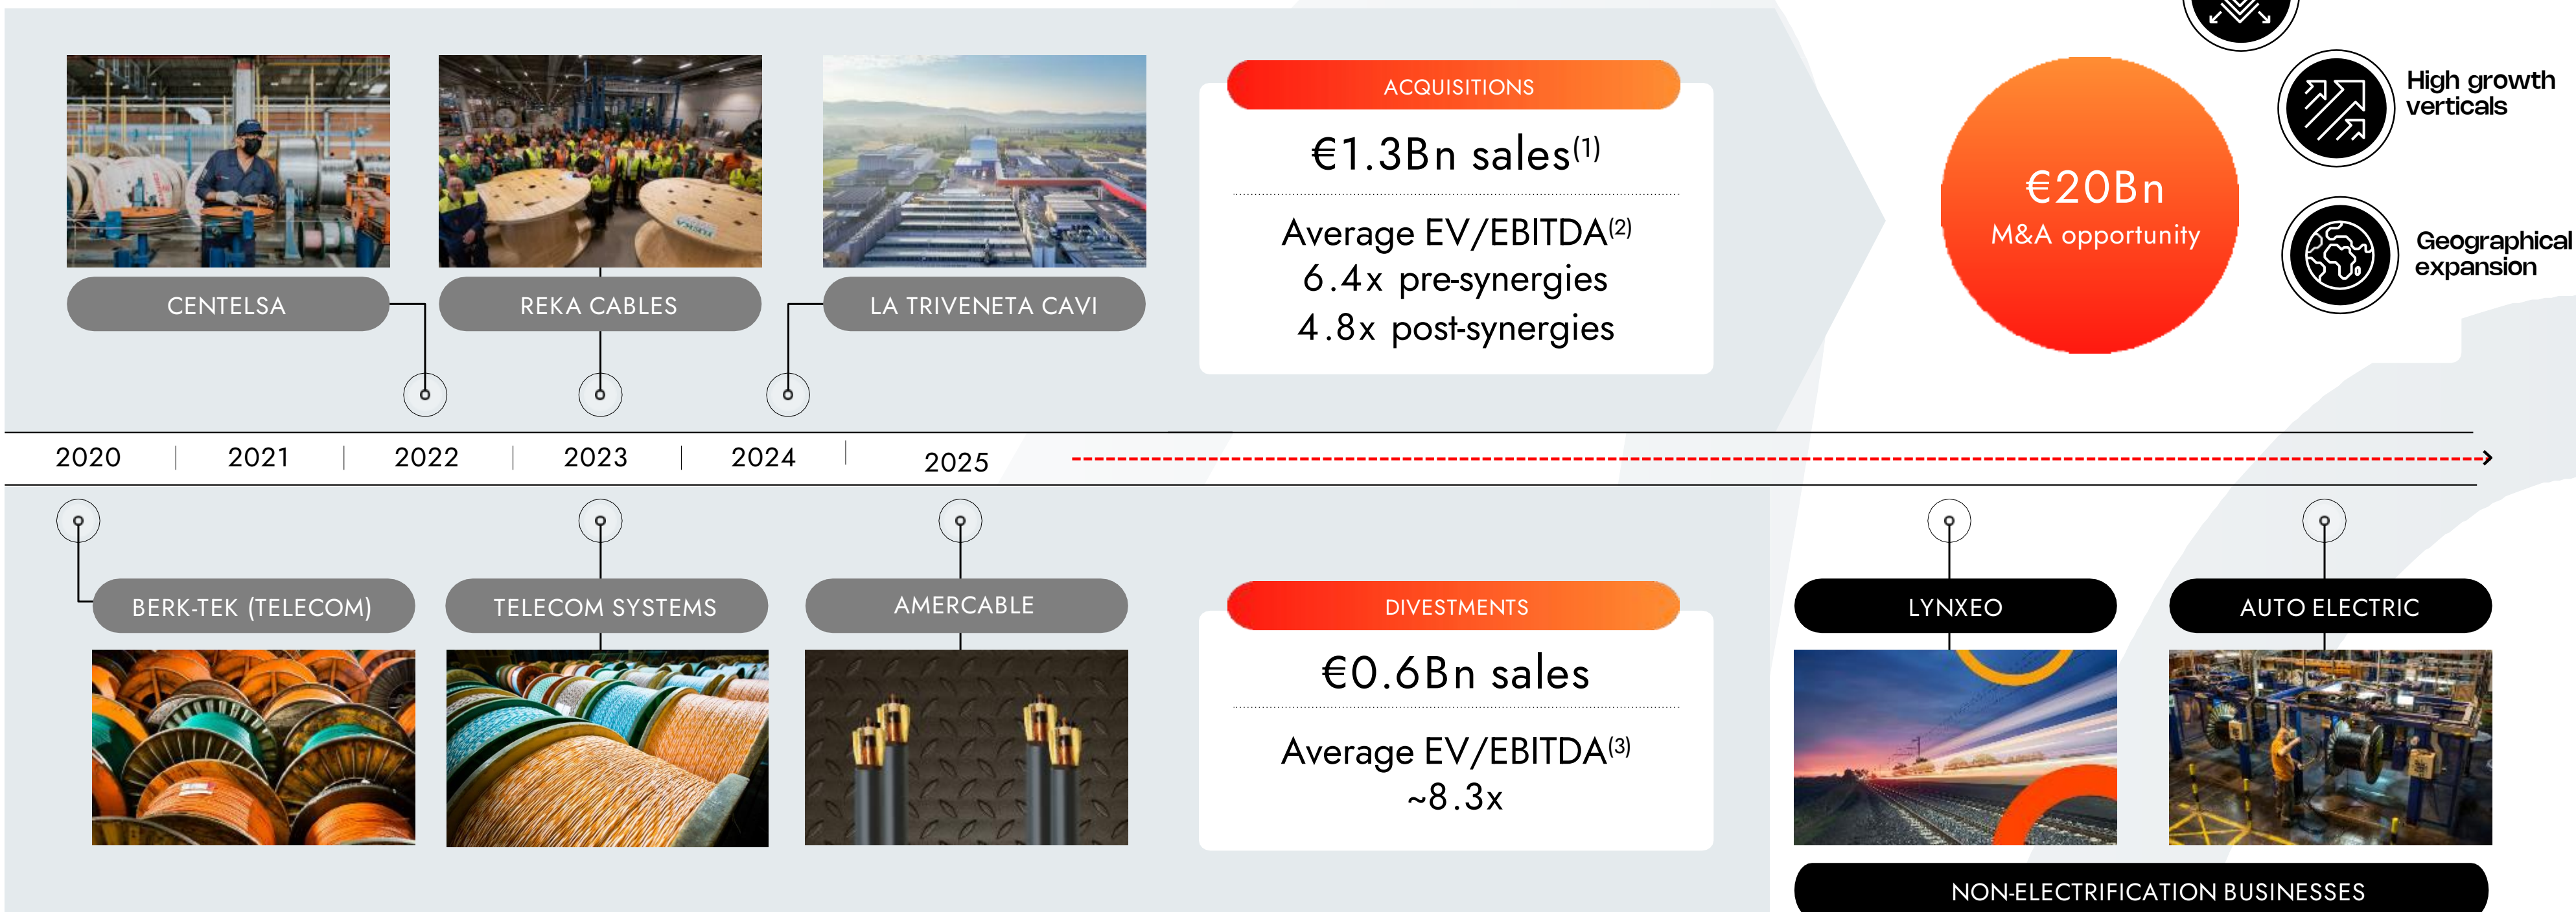 CENTELSA
REKA CABLES
LA TRIVENETA CAVI
ACQUISITIONS
€1.3Bn sales(1)
Average EV/EBITDA(2)
6.4x pre-synergies
4.8x post-synergies
€20Bn
M&A opportunity
High growth
verticals
Geographical
expansion
2020
2021
2022
2023
2024
2025
BERK-TEK (TELECOM)
TELECOM SYSTEMS
AMERCABLE
DIVESTMENTS
€0.6Bn sales
Average EV/EBITDA(3)
~8.3x
LYNXEO
AUTO ELECTRIC
NON-ELECTRIFICATION BUSINESSES